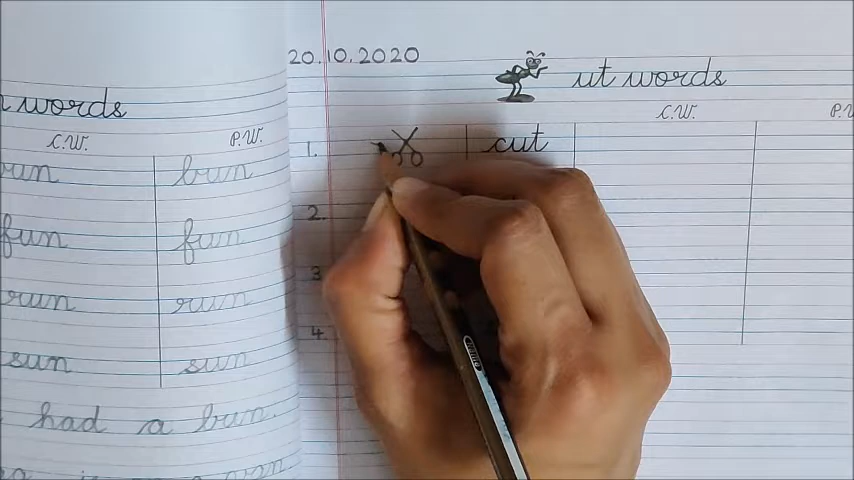 words
C.W. P.W.
bun bun
fun fun
run run
sun sun
had a bun.
20.10.2020
ut words
C.W. P.W.
1. cut
2.
3
4.